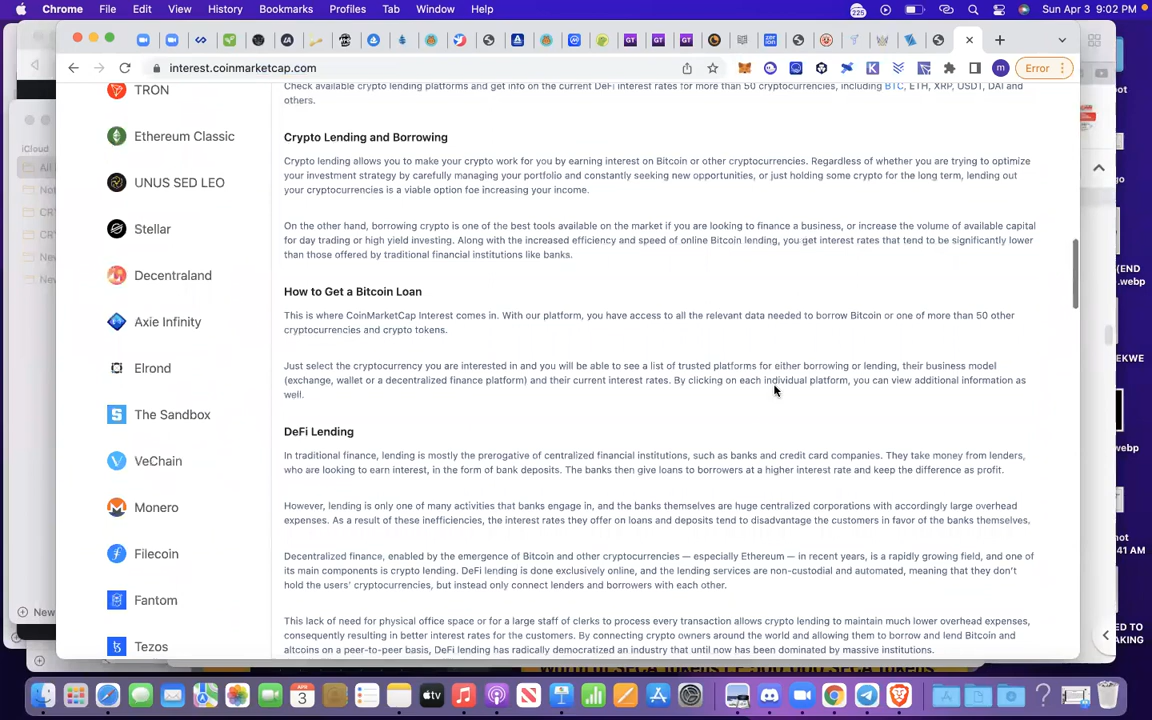 Chrome File Edit View History Bookmarks Profiles Tab Window Help 225 Sun Apr 3 9:02 PM
interest.coinmarketcap.com K m Error
TRON
Ethereum Classic
UNUS SED LEO
Stellar
Decentraland
Axie Infinity
Elrond
The Sandbox
VeChain
Monero
Filecoin
Fantom
Tezos
Check available crypto lending platforms and get info on the current DeFi interest rates for more than 50 cryptocurrencies, including BTC, ETH, XRP, USDT, DAI and
others.
Crypto Lending and Borrowing
Crypto lending allows you to make your crypto work for you by earning interest on Bitcoin or other cryptocurrencies. Regardless of whether you are trying to optimize
your investment strategy by carefully managing your portfolio and constantly seeking new opportunities, or just holding some crypto for the long term, lending out
your cryptocurrencies is a viable option fee increasing your income.
On the other hand, borrowing crypto is one of the best tools available on the market if you are looking to finance a business, or increase the volume of available capital
for day trading or high yield investing. Along with the increased efficiency and speed of online Bitcoin lending, you get interest rates that tend to be significantly lower
than those offered by traditional financial institutions like banks.
How to Get a Bitcoin Loan
This is where CoinMarketCap Interest comes in. With our platform, you have access to all the relevant data needed to borrow Bitcoin or one of more than 50 other
cryptocurrencies and crypto tokens.
Just select the cryptocurrency you are interested in and you will be able to see a list of trusted platforms for either borrowing or lending, their business model
(exchange, wallet or a decentralized finance platform) and their current interest rates. By clicking on each individual platform, you can view additional information as
well.
DeFi Lending
In traditional finance, lending is mostly the prerogative of centralized financial institutions, such as banks and credit card companies. They take money from lenders,
who are looking to earn interest, in the form of bank deposits. The banks then give loans to borrowers at a higher interest rate and keep the difference as profit.
However, lending is only one of many activities that banks engage in, and the banks themselves are huge centralized corporations with accordingly large overhead
expenses. As a result of these inefficiencies, the interest rates they offer on loans and deposits tend to disadvantage the customers in favor of the banks themselves.
Decentralized finance, enabled by the emergence of Bitcoin and other cryptocurrencies — especially Ethereum — in recent years, is a rapidly growing field, and one of
its main components is crypto lending. DeFi lending is done exclusively online, and the lending services are non-custodial and automated, meaning that they don't
hold the users' cryptocurrencies, but instead only connect lenders and borrowers with each other.
This lack of need for physical office space or for a large staff of clerks to process every transaction allows crypto lending to maintain much lower overhead expenses,
consequently resulting in better interest rates for the customers. By connecting crypto owners around the world and allowing them to borrow and lend Bitcoin and
altcoins on a peer-to-peer basis, DeFi lending has radically democratized an industry that until now has been dominated by massive institutions.
iCloud
All
New
(END
.webp
EKWE
webp
41 AM
ED TO
KING
APR
3